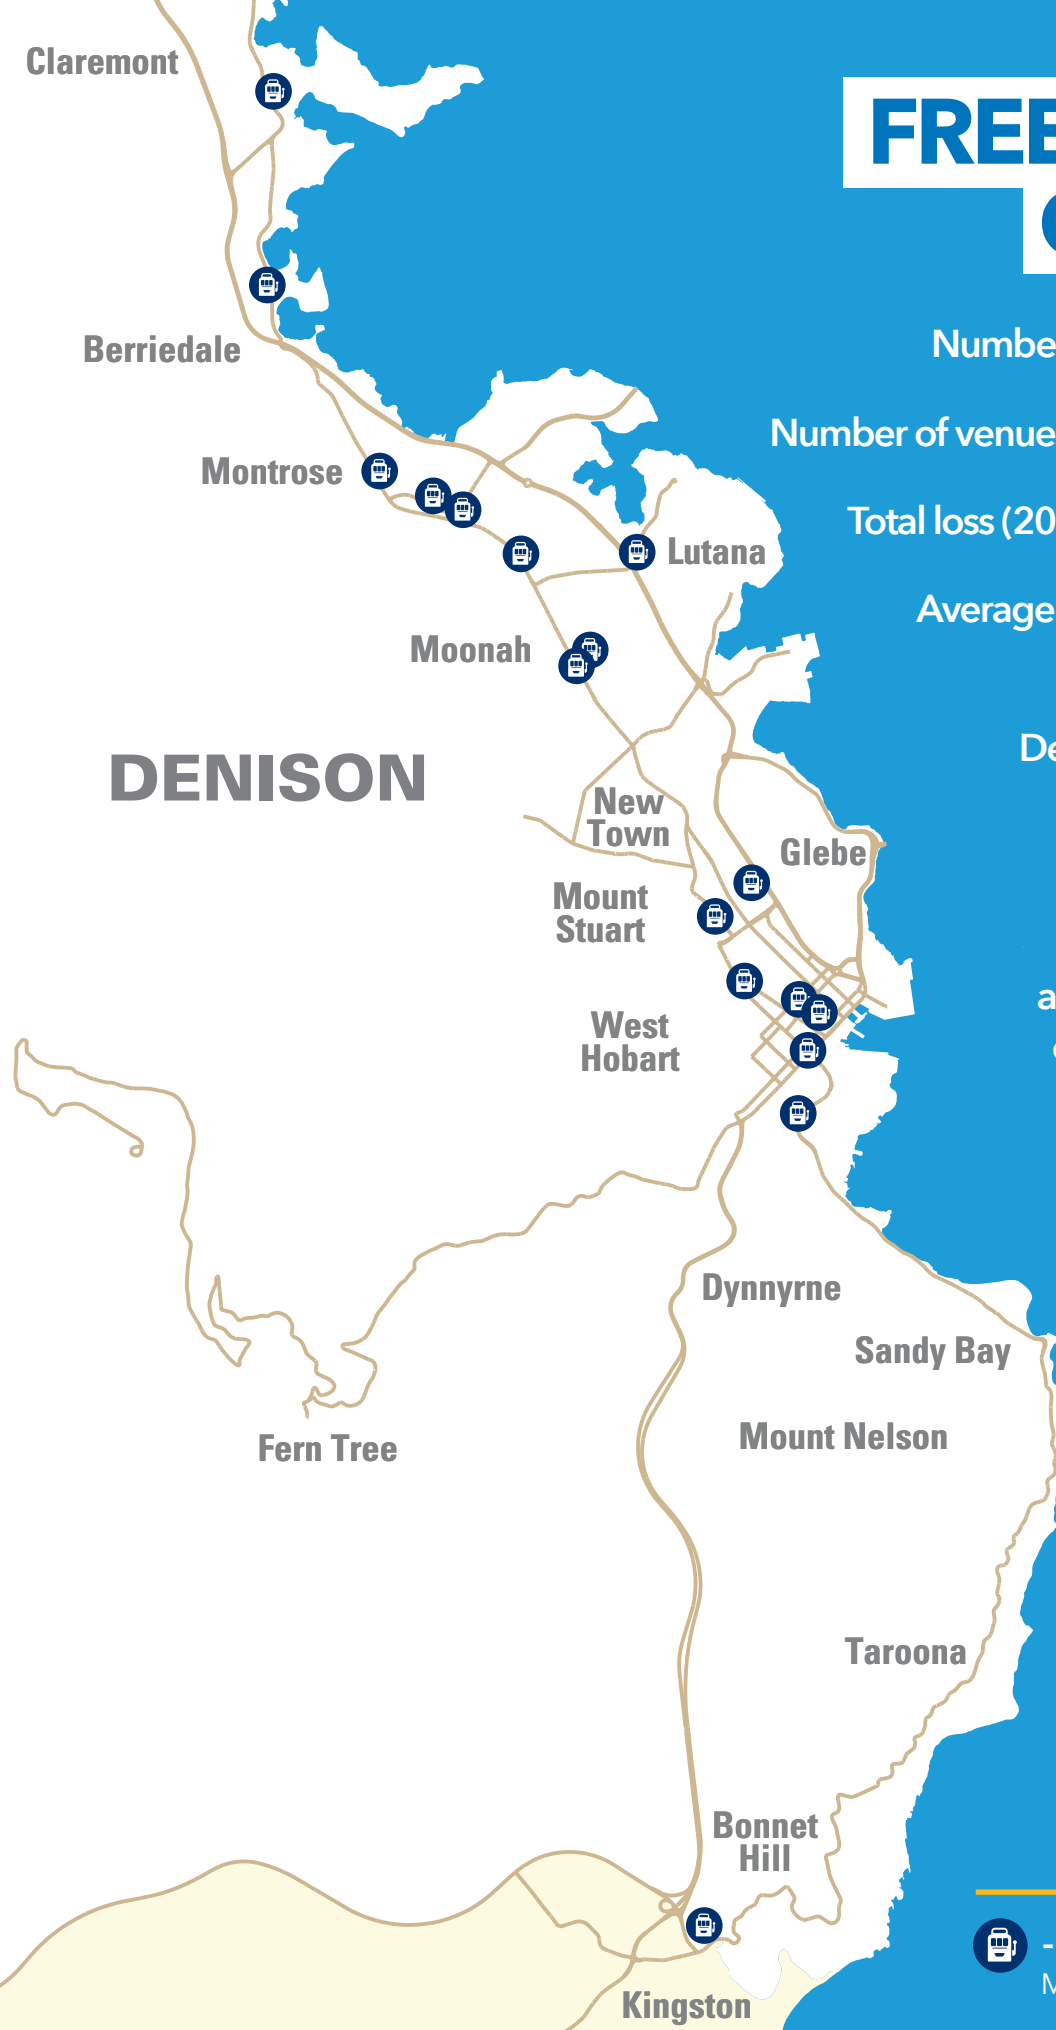 Claremont
FREE
Berriedale
Numbe
Number of venue
Montrose
Total loss (20
Lutana
Average
Moonah
De
DENISON
New
Town
Glebe
Mount
Stuart
a
West
Hobart
Dynnyrne
Sandy Bay
Mount Nelson
Fern Tree
Taroona
Bonnet
Hill
-
M
Kingston